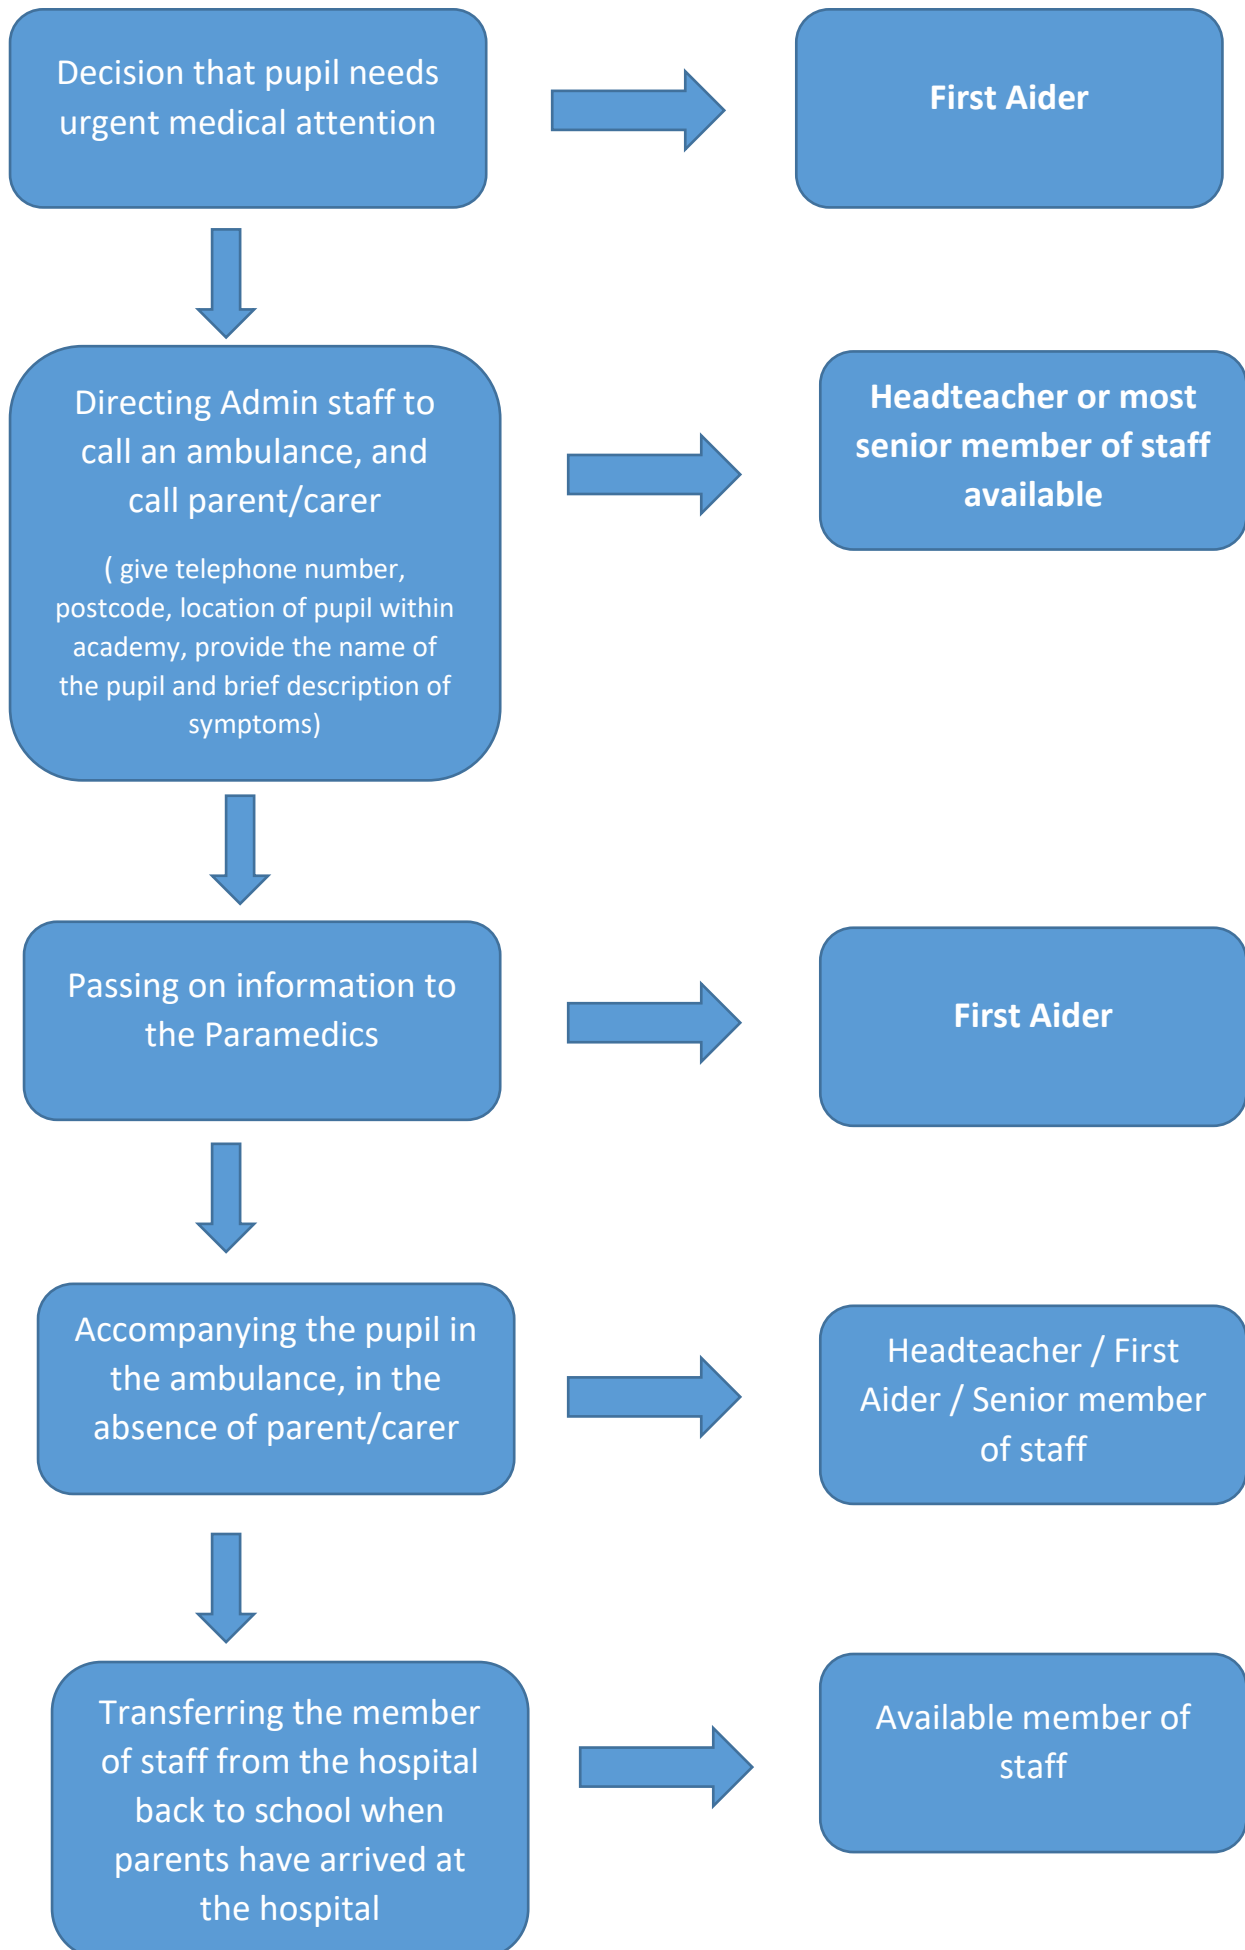 Decision that pupil needs
urgent medical attention
First Aider
Directing Admin staff to
call an ambulance, and
call parent/carer
( give telephone number,
postcode, location of pupil within
academy, provide the name of
the pupil and brief description of
symptoms)
Headteacher or most
senior member of staff
available
Passing on information to
the Paramedics
First Aider
Accompanying the pupil in
the ambulance, in the
absence of parent/carer
Headteacher / First
Aider / Senior member
of staff
Transferring the member
of staff from the hospital
back to school when
parents have arrived at
the hospital
Available member of
staff